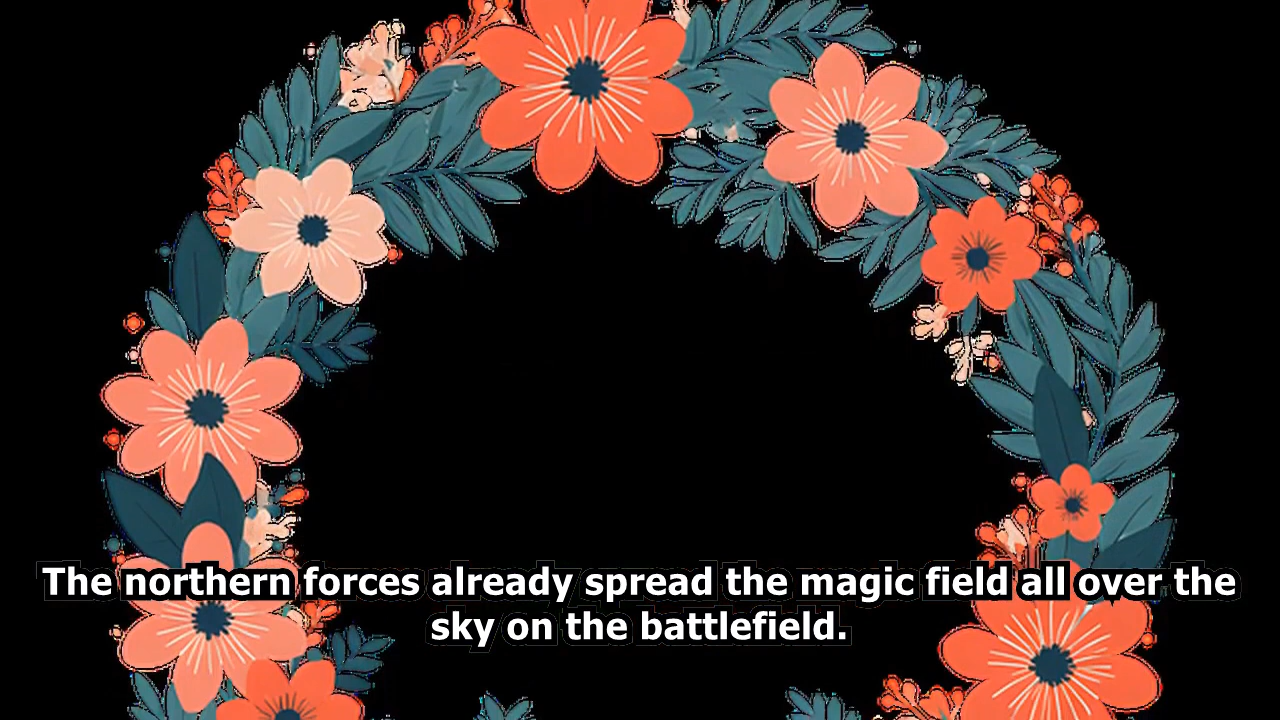 The northern forces already spread the magic field all over the
sky on the battlefield.